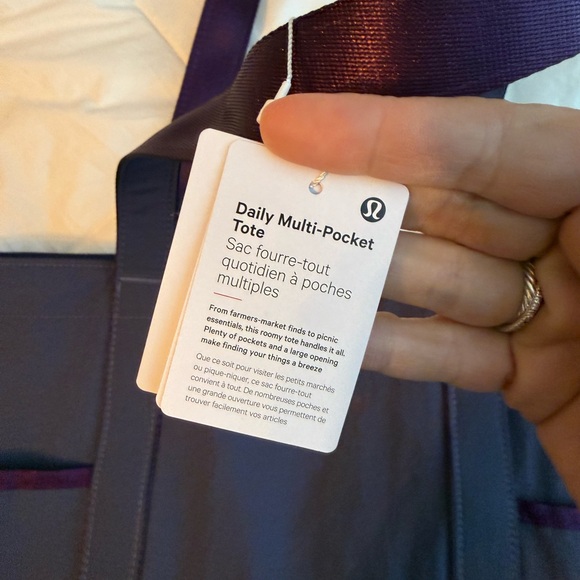 Daily Multi-Pocket
Tote
Sac fourre-tout
quotidien à poches
multiples
From farmers-market finds to picnic
essentials, this roomy tote handles it all.
Plenty of pockets and a large opening
make finding your things a breeze
Que ce soit pour visiter les petits marchés
ou pique-niquer, ce sac fourre-tout
convient à tout. De nombreuses poches et
une grande ouverture vous permettent de
trouver facilement vos articles